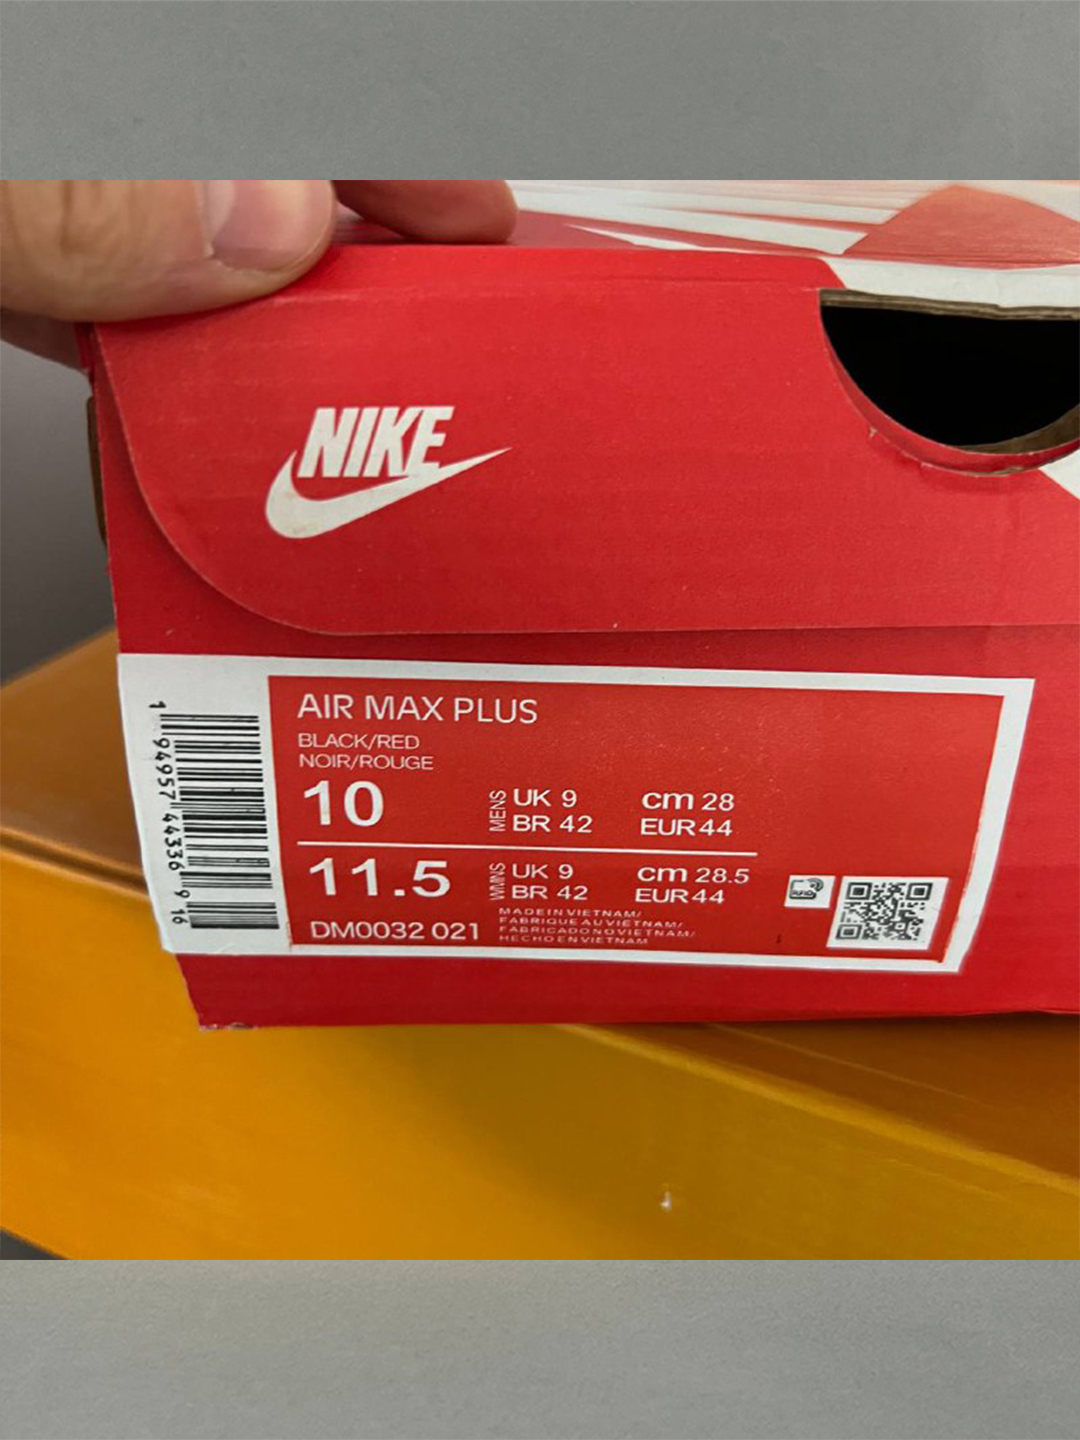 NIKE
AIR MAX PLUS
BLACK/RED
NOIR/ROUGE
10 MENS UK 9 cm 28
BR 42 EUR 44
11.5 WMNS UK 9 cm 28.5
BR 42 EUR 44
DM0032 021
MADE IN VIETNAM/
FABRIQUE AU VIETNAM/
FABRICADO NO VIETNAM/
HECHO EN VIETNAM
1 94957 44336 9 16